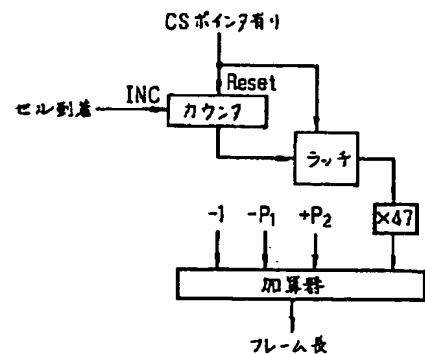 CSポインタ有り
Reset
INC
セル到着
カウンタ
ラッチ
×47
-1 -P₁ +P₂
加算器
フレーム長